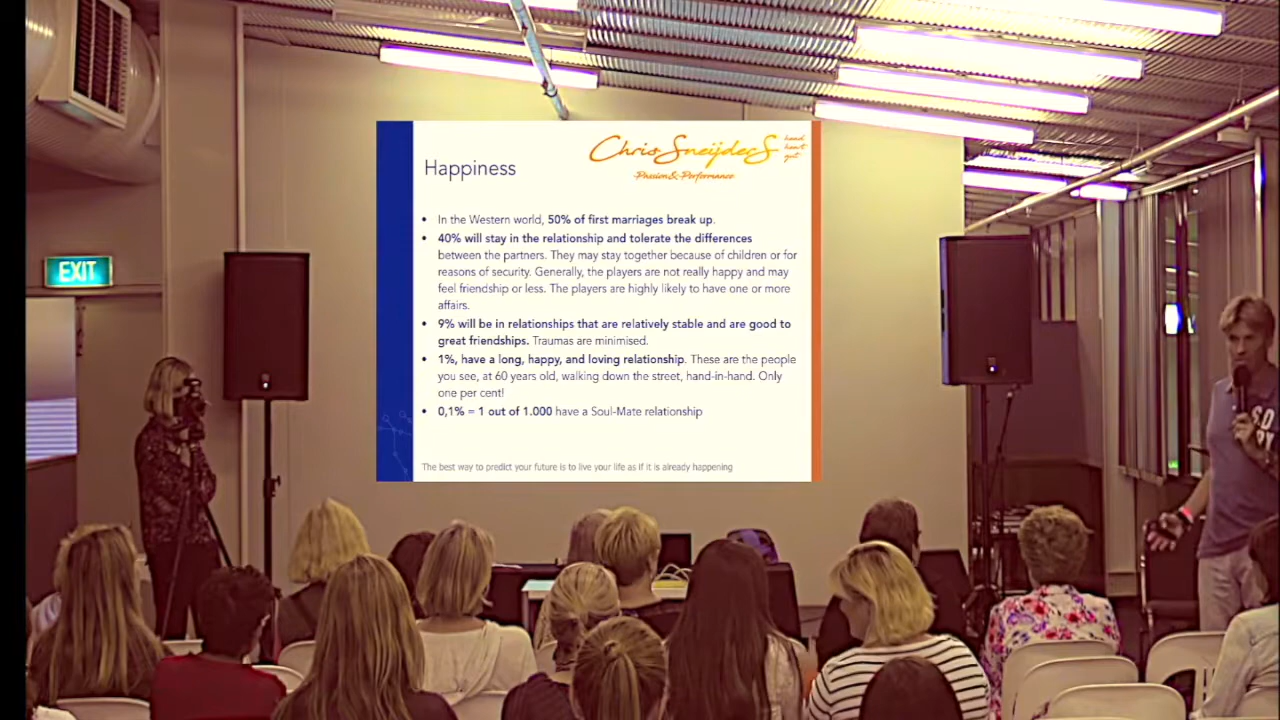 Chris Sneijders
hand
heart
gut
Passion & Performance
Happiness
• In the Western world, 50% of first marriages break up.
• 40% will stay in the relationship and tolerate the differences
between the partners. They may stay together because of children or for
reasons of security. Generally, the players are not really happy and may
feel friendship or less. The players are highly likely to have one or more
affairs.
• 9% will be in relationships that are relatively stable and are good to
great friendships. Traumas are minimised.
• 1%, have a long, happy, and loving relationship. These are the people
you see, at 60 years old, walking down the street, hand-in-hand. Only
one per cent!
• 0,1% = 1 out of 1.000 have a Soul-Mate relationship
The best way to predict your future is to live your life as if it is already happening
EXIT